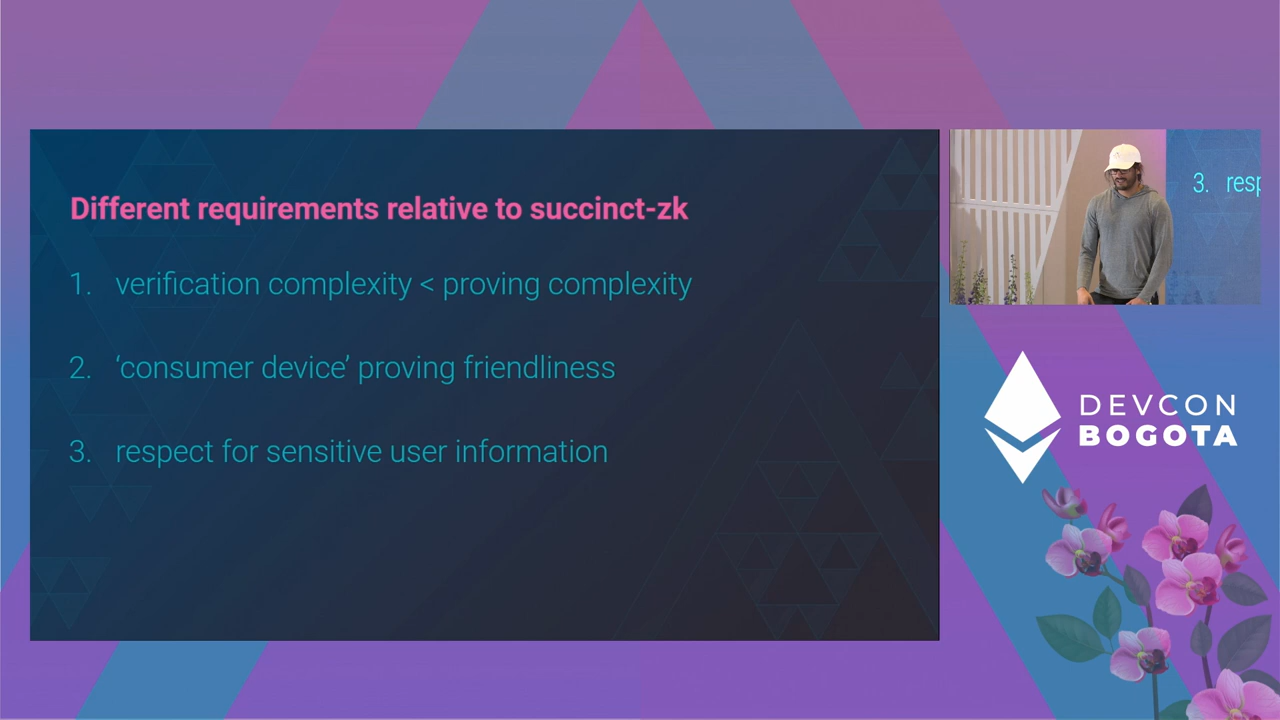 Different requirements relative to succinct-zk
1. verification complexity < proving complexity
2. ‘consumer device’ proving friendliness
3. respect for sensitive user information
3. resp
DEVCON
BOGOTA